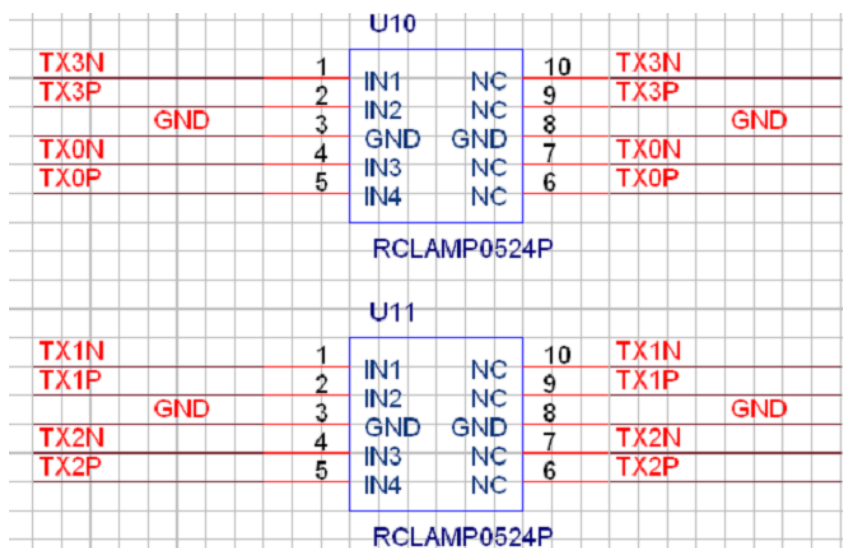 U10
TX3N 1 IN1 NC 10 TX3N
TX3P 2 IN2 NC 9 TX3P
GND 3 GND GND 8 GND
TX0N 4 IN3 NC 7 TX0N
TX0P 5 IN4 NC 6 TX0P
RCLAMP0524P
U11
TX1N 1 IN1 NC 10 TX1N
TX1P 2 IN2 NC 9 TX1P
GND 3 GND GND 8 GND
TX2N 4 IN3 NC 7 TX2N
TX2P 5 IN4 NC 6 TX2P
RCLAMP0524P